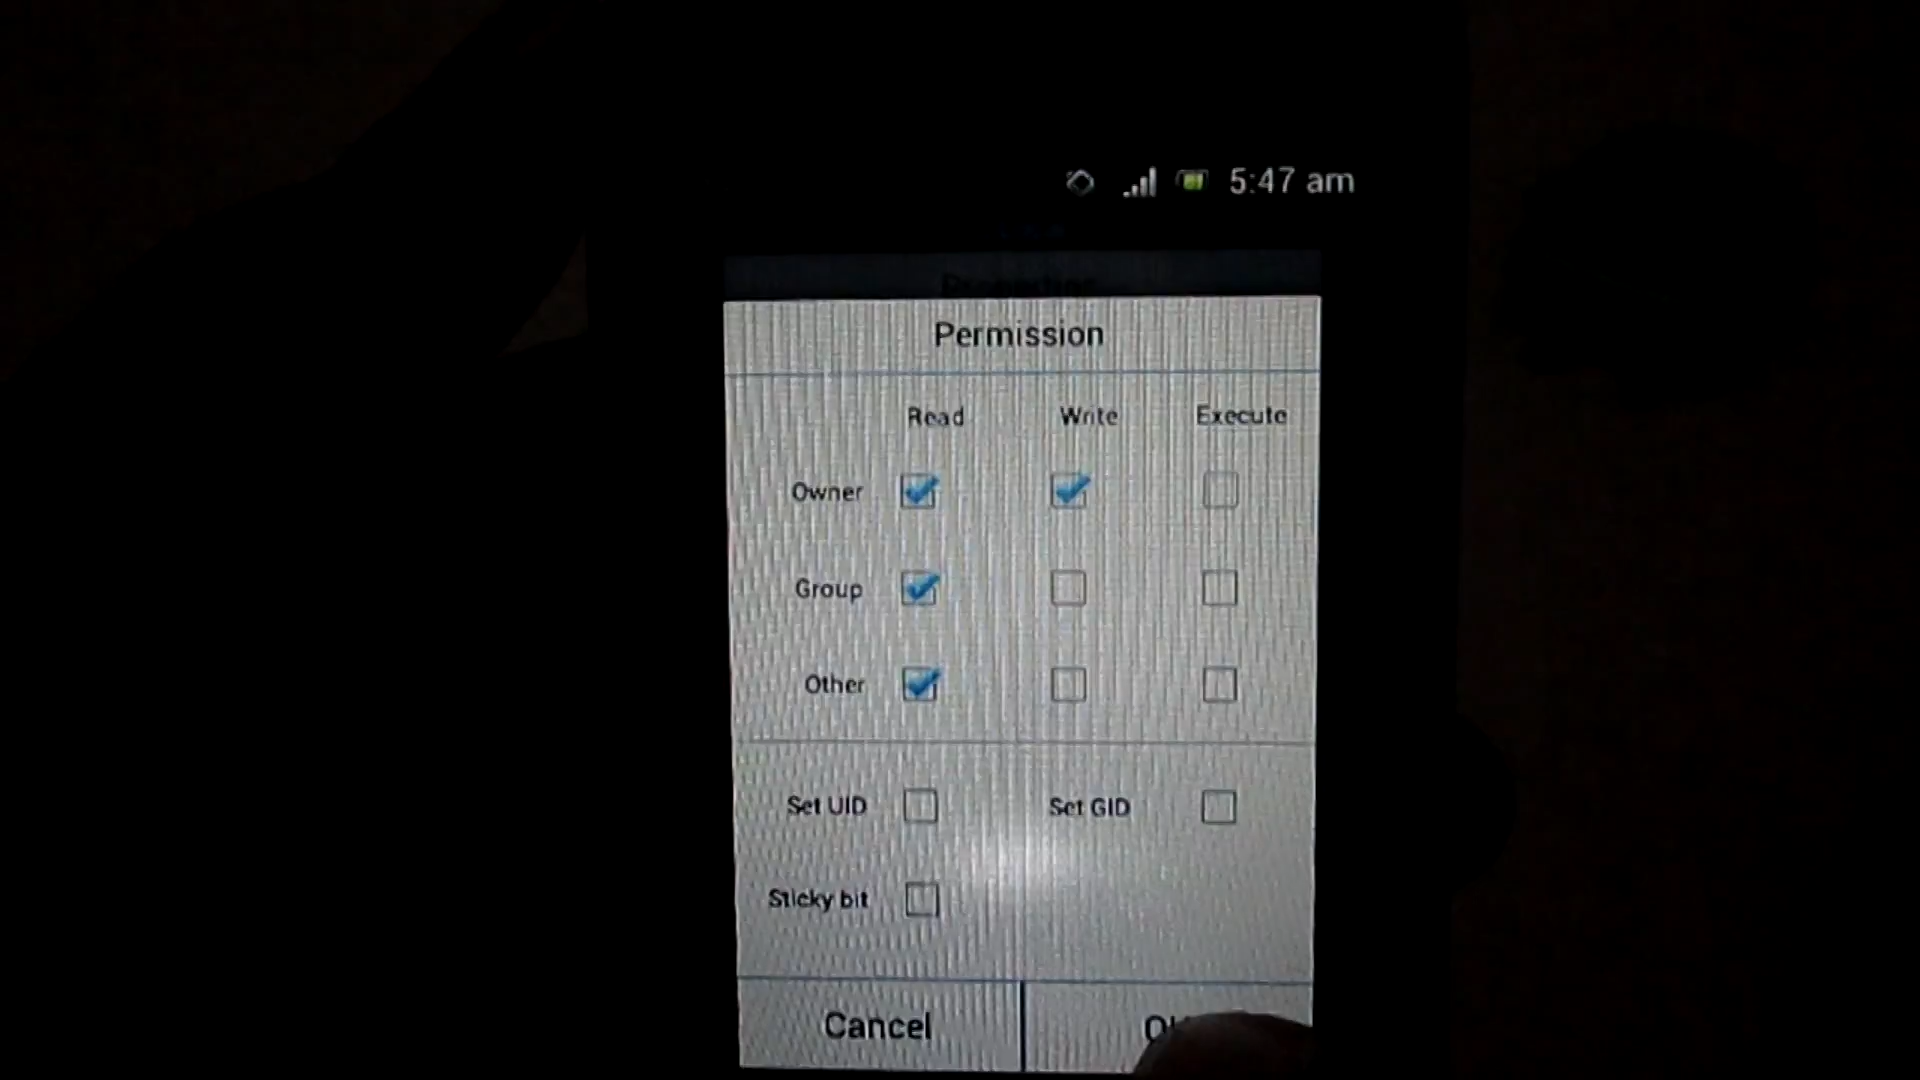 5:47 am
Permission
Read Write Execute
Owner
Group
Other
Set UID Set GID
Sticky bit
Cancel